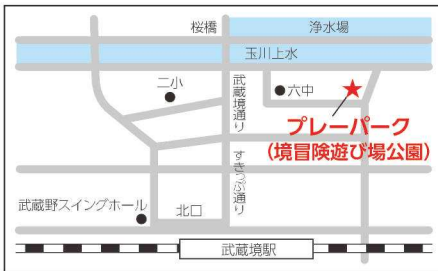 桜橋
浄水場
玉川上水
二小
武蔵境通り
六中
プレーパーク
(境冒険遊び場公園)
すきっぷ通り
武蔵野スイングホール
北口
武蔵境駅